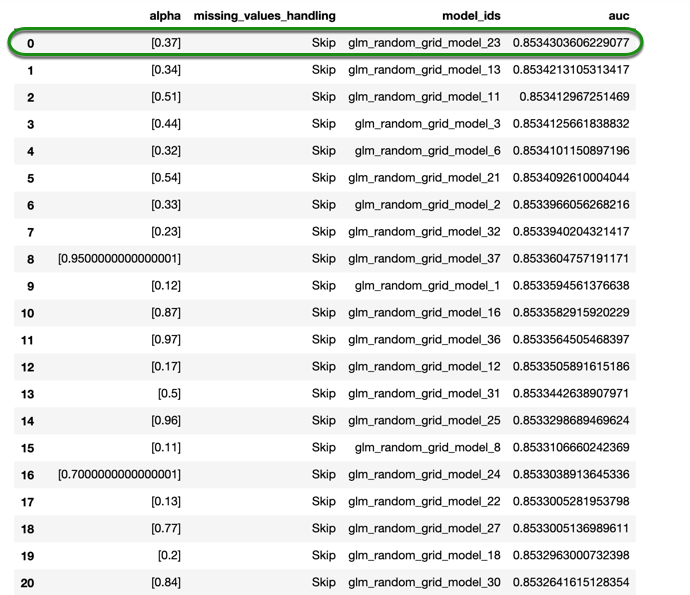 alpha missing_values_handling model_ids auc
0 [0.37] Skip glm_random_grid_model_23 0.8534303606229077
1 [0.34] Skip glm_random_grid_model_13 0.8534213105313417
2 [0.51] Skip glm_random_grid_model_11 0.853412967251469
3 [0.44] Skip glm_random_grid_model_3 0.8534125661838832
4 [0.32] Skip glm_random_grid_model_6 0.8534101150897196
5 [0.54] Skip glm_random_grid_model_21 0.8534092610004044
6 [0.33] Skip glm_random_grid_model_2 0.8533966056268216
7 [0.23] Skip glm_random_grid_model_32 0.8533940204321417
8 [0.9500000000000001] Skip glm_random_grid_model_37 0.8533604757191171
9 [0.12] Skip glm_random_grid_model_1 0.8533594561376638
10 [0.87] Skip glm_random_grid_model_16 0.8533582915920229
11 [0.97] Skip glm_random_grid_model_36 0.8533564505468397
12 [0.17] Skip glm_random_grid_model_12 0.8533505891615186
13 [0.5] Skip glm_random_grid_model_31 0.8533442638907971
14 [0.96] Skip glm_random_grid_model_25 0.8533298689469624
15 [0.11] Skip glm_random_grid_model_8 0.8533106660242369
16 [0.7000000000000001] Skip glm_random_grid_model_24 0.8533038913645336
17 [0.13] Skip glm_random_grid_model_22 0.8533005281953798
18 [0.77] Skip glm_random_grid_model_27 0.8533005136989611
19 [0.2] Skip glm_random_grid_model_18 0.8532963000732398
20 [0.84] Skip glm_random_grid_model_30 0.8532641615128354